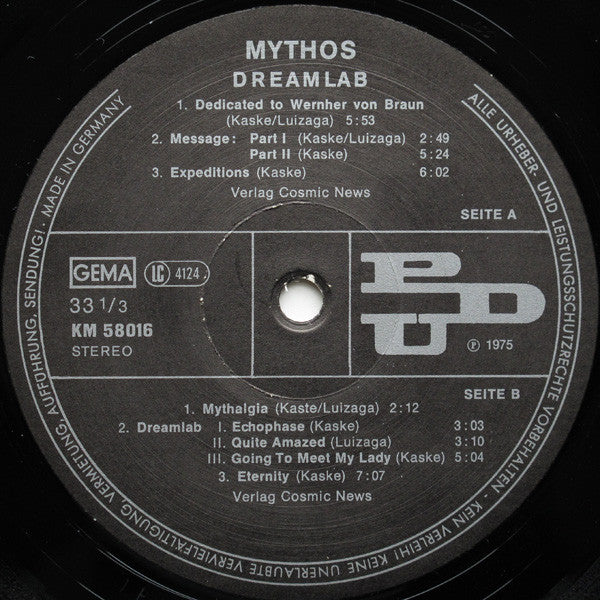 MYTHOS
DREAMLAB
1. Dedicated to Wernher von Braun
(Kaske/Luizaga) 5:53
2. Message: Part I (Kaske/Luizaga) 2:49
Part II (Kaske) 5:24
3. Expeditions (Kaske) 6:02
Verlag Cosmic News
SEITE A
GEMA
LC 4124
33 1/3
KM 58016
STEREO
PDU
℗ 1975
SEITE B
1. Mythalgia (Kaste/Luizaga) 2:12
2. Dreamlab I. Echophase (Kaske) 3:03
II. Quite Amazed (Luizaga) 3:10
III. Going To Meet My Lady (Kaske) 5:04
3. Eternity (Kaske) 7:07
Verlag Cosmic News
ALLE URHEBER- UND LEISTUNGSSCHUTZRECHTE VORBEHALTEN - KEIN VERLEIH! KEINE UNERLAUBTE VERVIELFÄLTIGUNG, VERMIETUNG, AUFFÜHRUNG, SENDUNG!. MADE IN GERMANY